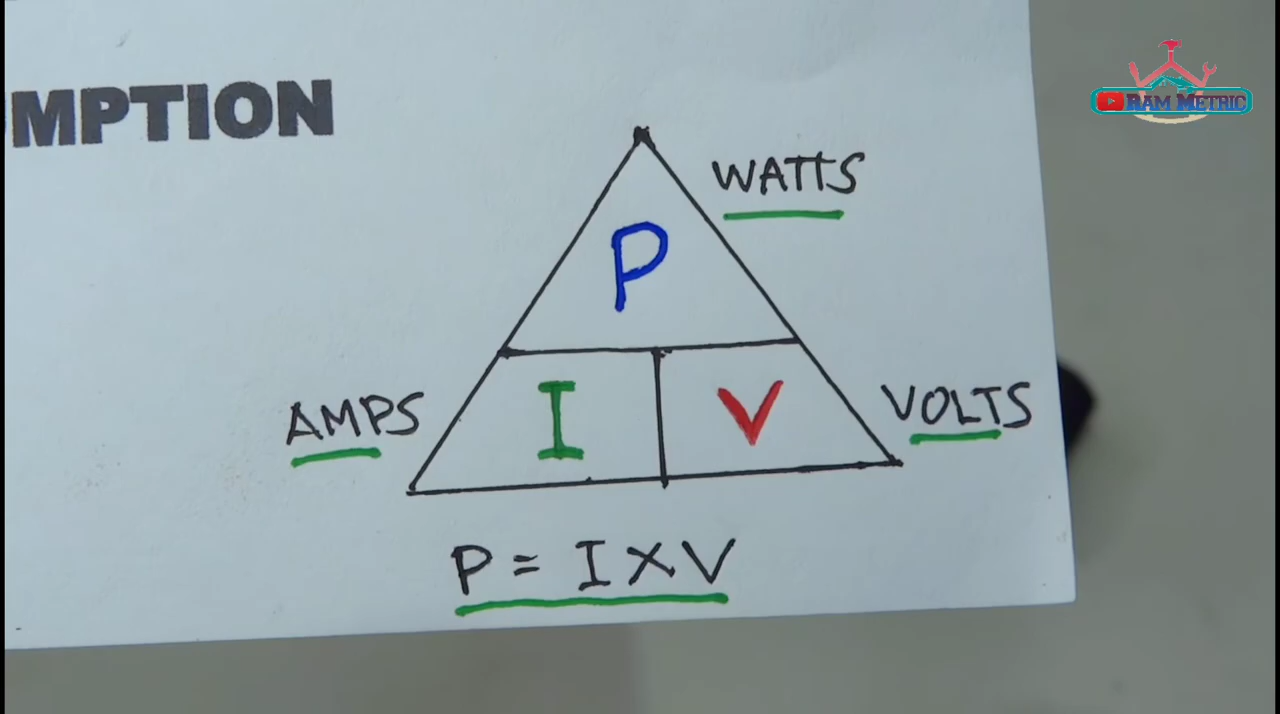 MPTION
RAM METRIC
WATTS
P
AMPS
I
V
VOLTS
P = I X V